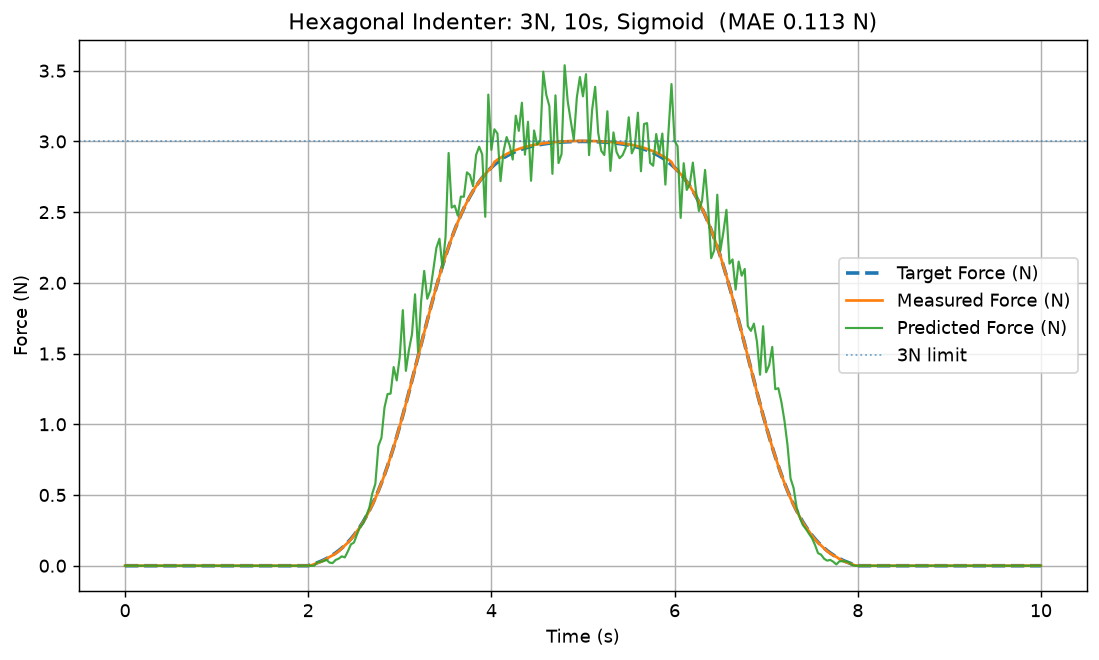 Hexagonal Indenter: 3N, 10s, Sigmoid  (MAE 0.113 N)
Force (N)
3.5
3.0
2.5
2.0
1.5
1.0
0.5
0.0
Target Force (N)
Measured Force (N)
Predicted Force (N)
3N limit
0
2
4
6
8
10
Time (s)